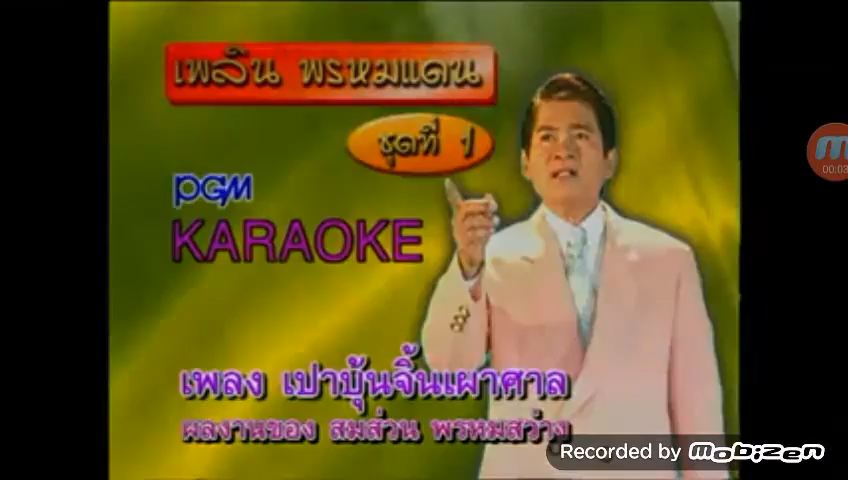 เพลิน พรหมแดน
ชุดที่ 1
PGM
KARAOKE
00:03
เพลง เปาบุ้นจิ้นเผาศาล
ผลงานของ สมส่วน พรหมสว่าง
Recorded by mobizen